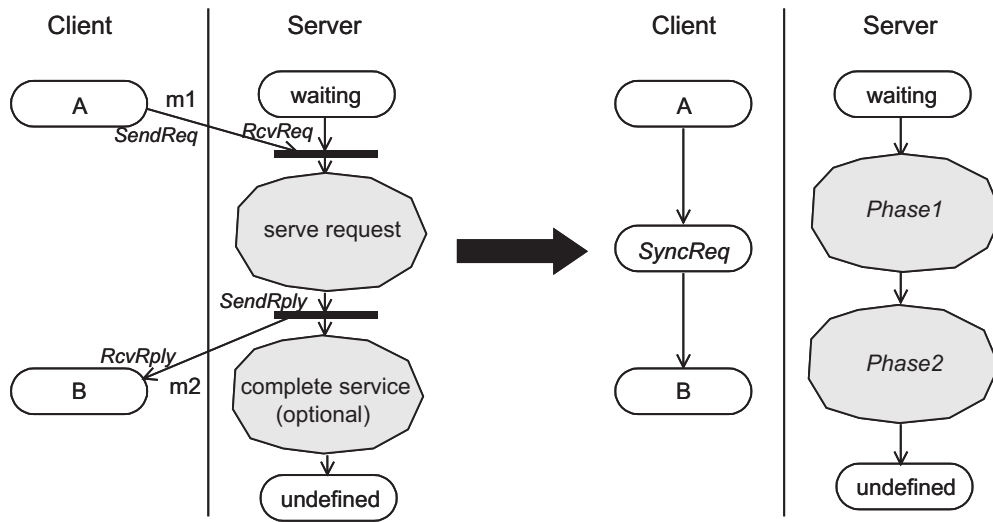 Client
Server
A
m1
waiting
SendReq
RcvReq
serve request
SendRply
RcvRply
B
m2
complete service
(optional)
undefined
Client
Server
A
waiting
Phase1
SyncReq
Phase2
B
undefined